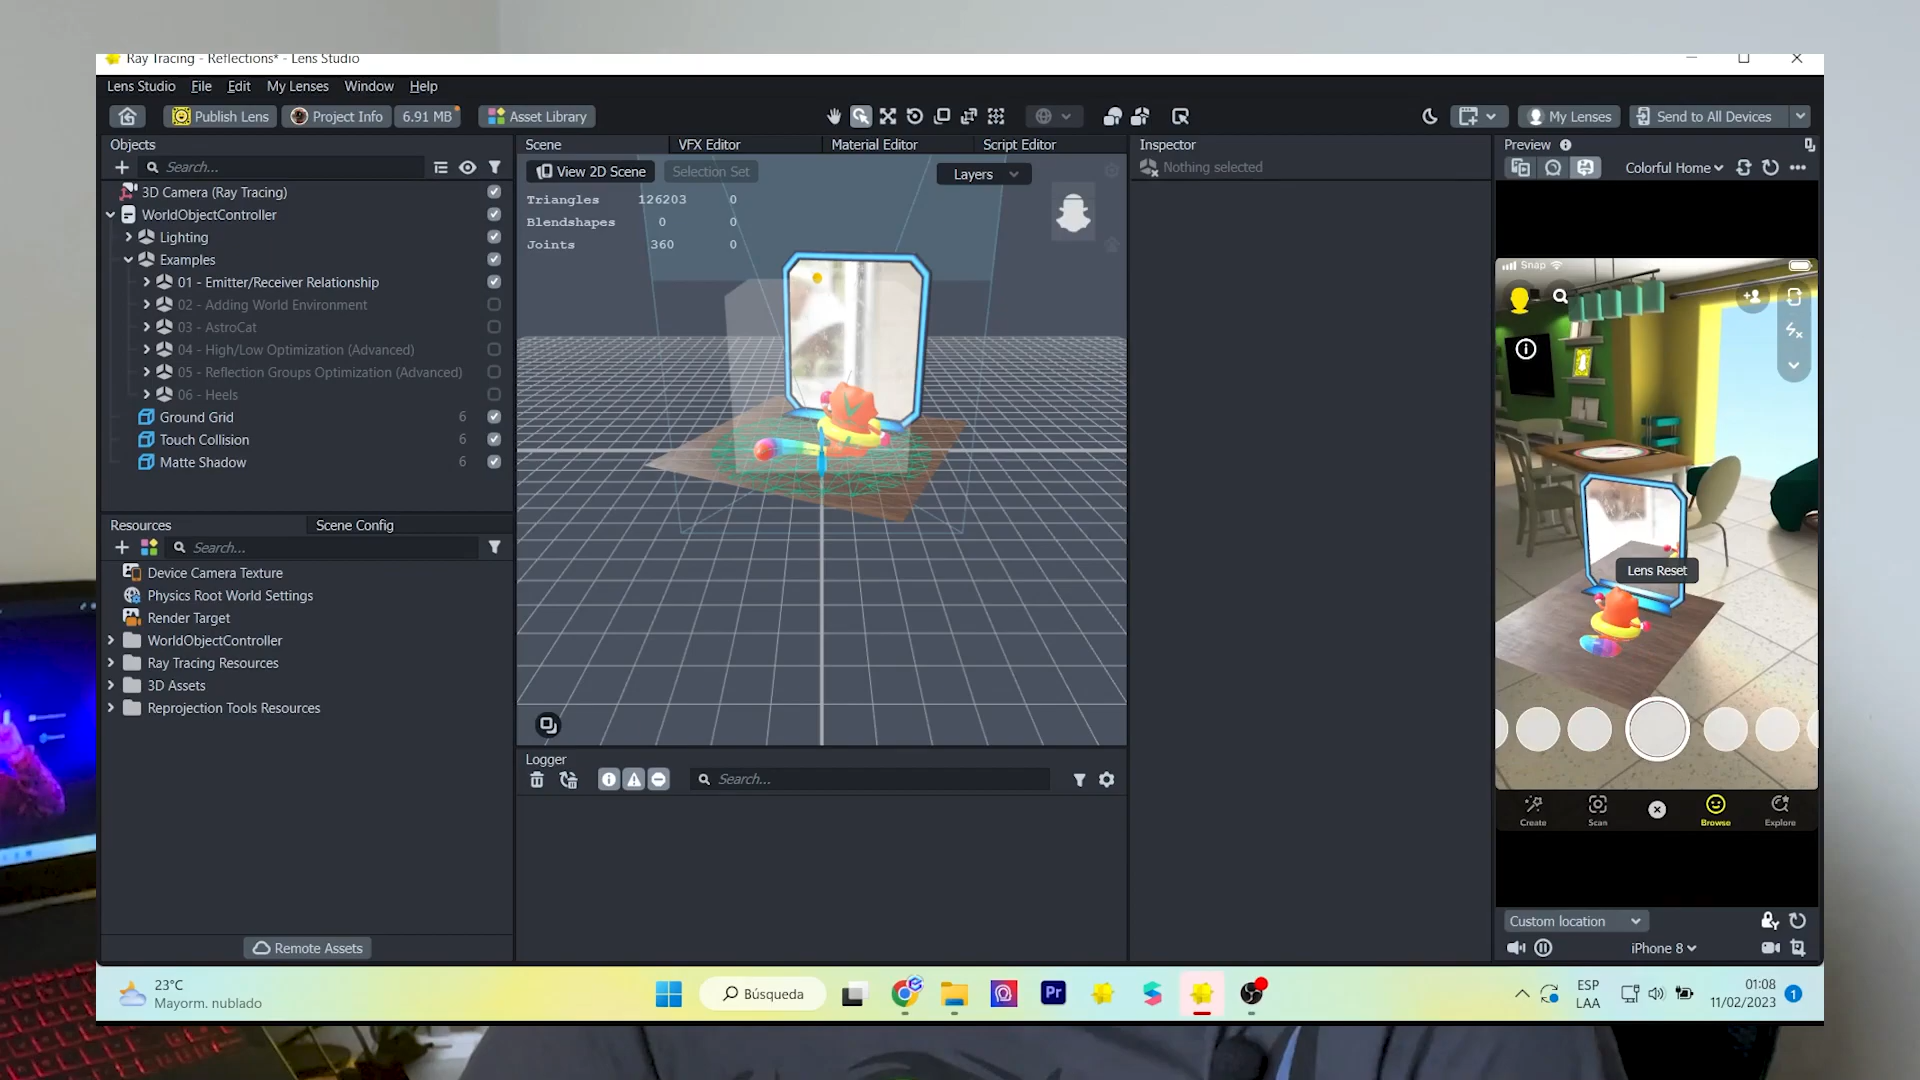 Ray Tracing - Reflections* - Lens Studio
Lens Studio File Edit My Lenses Window Help
Publish Lens Project Info 6.91 MB Asset Library
My Lenses Send to All Devices
Objects
Search...
3D Camera (Ray Tracing)
WorldObjectController
Lighting
Examples
01 - Emitter/Receiver Relationship
02 - Adding World Environment
03 - AstroCat
04 - High/Low Optimization (Advanced)
05 - Reflection Groups Optimization (Advanced)
06 - Heels
Ground Grid 6
Touch Collision 6
Matte Shadow 6
Resources Scene Config
Search...
Device Camera Texture
Physics Root World Settings
Render Target
WorldObjectController
Ray Tracing Resources
3D Assets
Reprojection Tools Resources
Remote Assets
Scene VFX Editor Material Editor Script Editor
View 2D Scene Selection Set Layers
Triangles 126203 0
Blendshapes 0 0
Joints 360 0
Logger
Search...
Inspector
Nothing selected
Preview
Colorful Home
Snap
Lens Reset
Create Scan Browse Explore
Custom location
iPhone 8
23°C
Mayorm. nublado
Búsqueda
Pr
ESP
LAA
01:08
11/02/2023
1